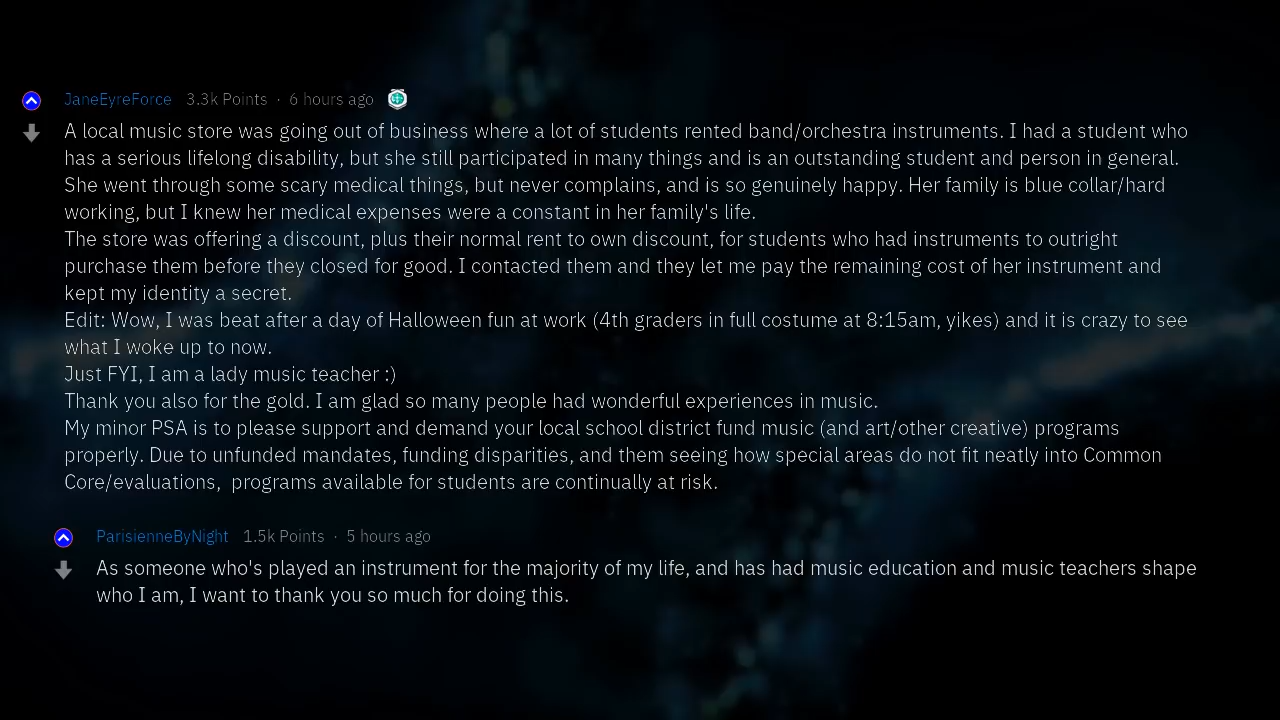 JaneEyreForce 3.3k Points · 6 hours ago
A local music store was going out of business where a lot of students rented band/orchestra instruments. I had a student who
has a serious lifelong disability, but she still participated in many things and is an outstanding student and person in general.
She went through some scary medical things, but never complains, and is so genuinely happy. Her family is blue collar/hard
working, but I knew her medical expenses were a constant in her family's life.
The store was offering a discount, plus their normal rent to own discount, for students who had instruments to outright
purchase them before they closed for good. I contacted them and they let me pay the remaining cost of her instrument and
kept my identity a secret.
Edit: Wow, I was beat after a day of Halloween fun at work (4th graders in full costume at 8:15am, yikes) and it is crazy to see
what I woke up to now.
Just FYI, I am a lady music teacher :)
Thank you also for the gold. I am glad so many people had wonderful experiences in music.
My minor PSA is to please support and demand your local school district fund music (and art/other creative) programs
properly. Due to unfunded mandates, funding disparities, and them seeing how special areas do not fit neatly into Common
Core/evaluations,  programs available for students are continually at risk.
ParisienneByNight 1.5k Points · 5 hours ago
As someone who's played an instrument for the majority of my life, and has had music education and music teachers shape
who I am, I want to thank you so much for doing this.